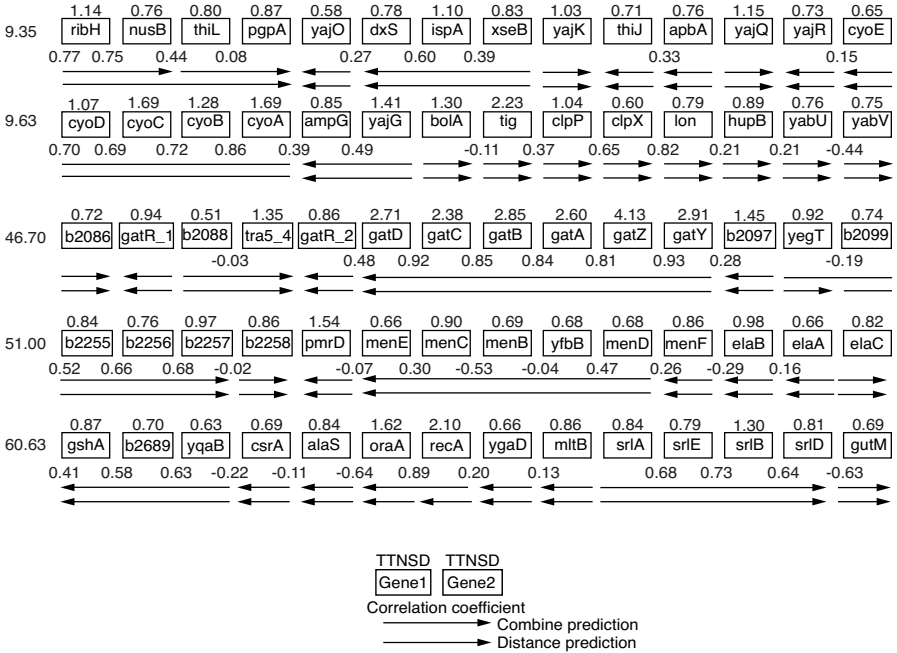 1.14 0.76 0.80 0.87 0.58 0.78 1.10 0.83 1.03 0.71 0.76 1.15 0.73 0.65
9.35 ribH nusB thiL pgpA yajO dxS ispA xseB yajK thiJ apbA yajQ yajR cyoE
0.77 0.75 0.44 0.08 0.27 0.60 0.39 0.33 0.15
1.07 1.69 1.28 1.69 0.85 1.41 1.30 2.23 1.04 0.60 0.79 0.89 0.76 0.75
9.63 cyoD cyoC cyoB cyoA ampG yajG bolA tig clpP clpX lon hupB yabU yabV
0.70 0.69 0.72 0.86 0.39 0.49 -0.11 0.37 0.65 0.82 0.21 0.21 -0.44
0.72 0.94 0.51 1.35 0.86 2.71 2.38 2.85 2.60 4.13 2.91 1.45 0.92 0.74
46.70 b2086 gatR_1 b2088 tra5_4 gatR_2 gatD gatC gatB gatA gatZ gatY b2097 yegT b2099
-0.03 0.48 0.92 0.85 0.84 0.81 0.93 0.28 -0.19
0.84 0.76 0.97 0.86 1.54 0.66 0.90 0.69 0.68 0.68 0.86 0.98 0.66 0.82
51.00 b2255 b2256 b2257 b2258 pmrD menE menC menB yfbB menD menF elaB elaA elaC
0.52 0.66 0.68 -0.02 -0.07 0.30 -0.53 -0.04 0.47 0.26 -0.29 0.16
0.87 0.70 0.63 0.69 0.84 1.62 2.10 0.66 0.86 0.84 0.79 1.30 0.81 0.69
60.63 gshA b2689 yqaB csrA alaS oraA recA ygaD mltB srlA srlE srlB srlD gutM
0.41 0.58 0.63 -0.22 -0.11 -0.64 0.89 0.20 0.13 0.68 0.73 0.64 -0.63
TTNSD TTNSD
Gene1 Gene2
Correlation coefficient
Combine prediction
Distance prediction